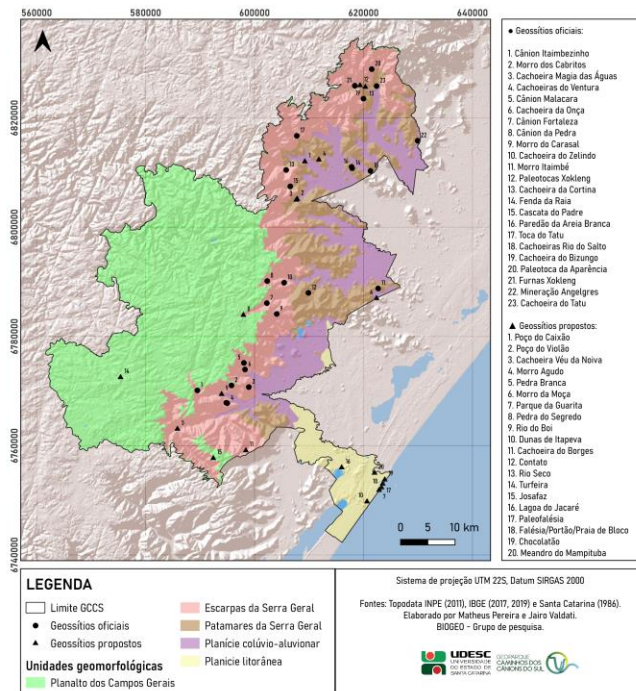 560000
580000
600000
620000
640000
6820000
6800000
6780000
6760000
6740000
0
5
10 km
● Geossítios oficiais:
1. Cânion Itaimbezinho
2. Morro dos Cabritos
3. Cachoeira Magia das Águas
4. Cachoeiras do Ventura
5. Cânion Malacara
6. Cachoeira da Onça
7. Cânion Fortaleza
8. Cânion da Pedra
9. Morro do Carasal
10. Cachoeira do Zelindo
11. Morro Itaimbé
12. Paleotocas Xokleng
13. Cachoeira da Cortina
14. Fenda da Raia
15. Cascata do Padre
16. Paredão da Areia Branca
17. Toca do Tatu
18. Cachoeiras Rio do Salto
19. Cachoeira do Bizungo
20. Paleotoca da Aparência
21. Furnas Xokleng
22. Mineração Angelgres
23. Cachoeira do Tatu
▲ Geossítios propostos:
1. Poço do Caixão
2. Poço do Violão
3. Cachoeira Véu da Noiva
4. Morro Agudo
5. Pedra Branca
6. Morro da Moça
7. Parque da Guarita
8. Pedra do Segredo
9. Rio do Boi
10. Dunas de Itapeva
11. Cachoeira do Borges
12. Contato
13. Rio Seco
14. Turfeira
15. Josafaz
16. Lagoa do Jacaré
17. Paleofalésia
18. Falésia/Portão/Praia de Bloco
19. Chocolatão
20. Meandro do Mampituba
LEGENDA
Limite GCCS
● Geossítios oficiais
▲ Geossítios propostos
Unidades geomorfológicas
Planalto dos Campos Gerais
Escarpas da Serra Geral
Patamares da Serra Geral
Planície colúvio-aluvionar
Planicie litorânea
Sistema de projeção UTM 22S, Datum SIRGAS 2000
Fontes: Topodata INPE (2011), IBGE (2017, 2019) e Santa Catarina (1986).
Elaborado por Matheus Pereira e Jairo Valdati.
BIOGEO - Grupo de pesquisa.
UDESC
UNIVERSIDADE
DO ESTADO DE
SANTA CATARINA
GEOPARQUE
CAMINHOS DOS
CÂNIONS DO SUL